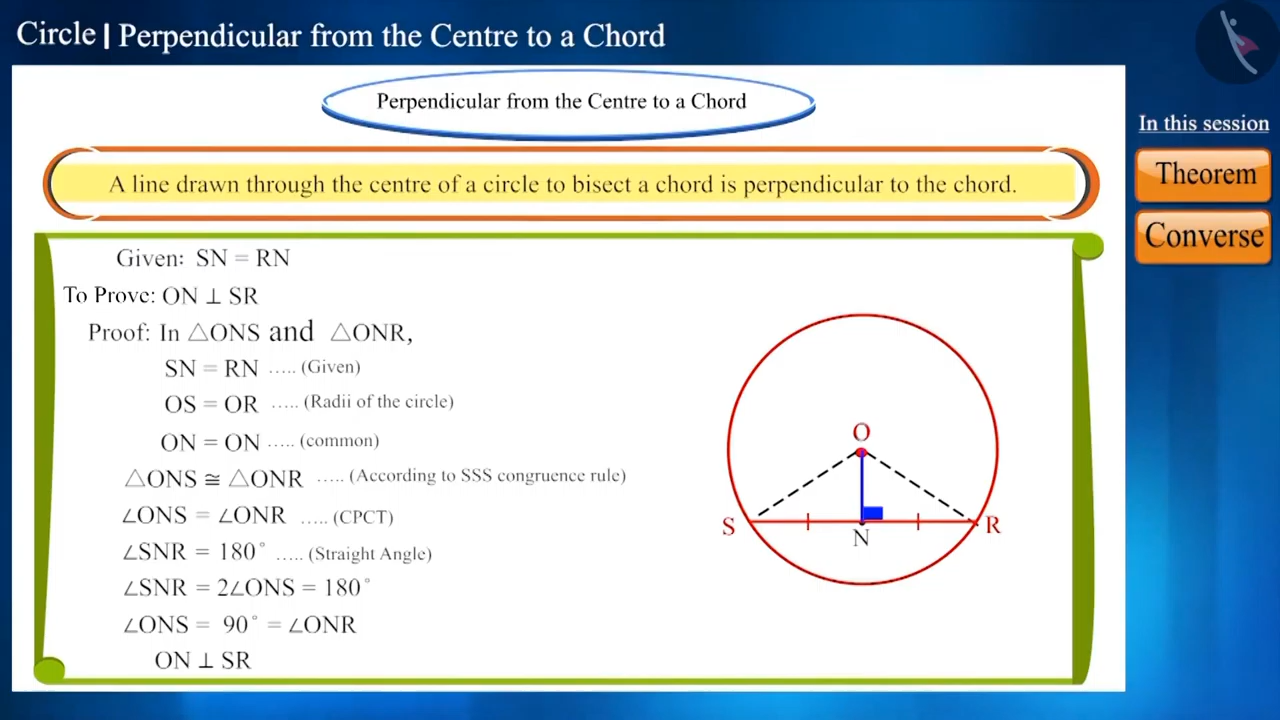 Circle | Perpendicular from the Centre to a Chord
Perpendicular from the Centre to a Chord
In this session
Theorem
Converse
A line drawn through the centre of a circle to bisect a chord is perpendicular to the chord.
Given: SN = RN
To Prove: ON ⊥ SR
Proof: In △ONS and △ONR,
SN = RN ..... (Given)
OS = OR ..... (Radii of the circle)
ON = ON ..... (common)
△ONS ≅ △ONR ..... (According to SSS congruence rule)
∠ONS = ∠ONR ..... (CPCT)
∠SNR = 180° ..... (Straight Angle)
∠SNR = 2∠ONS = 180°
∠ONS = 90° = ∠ONR
ON ⊥ SR
O
S
N
R